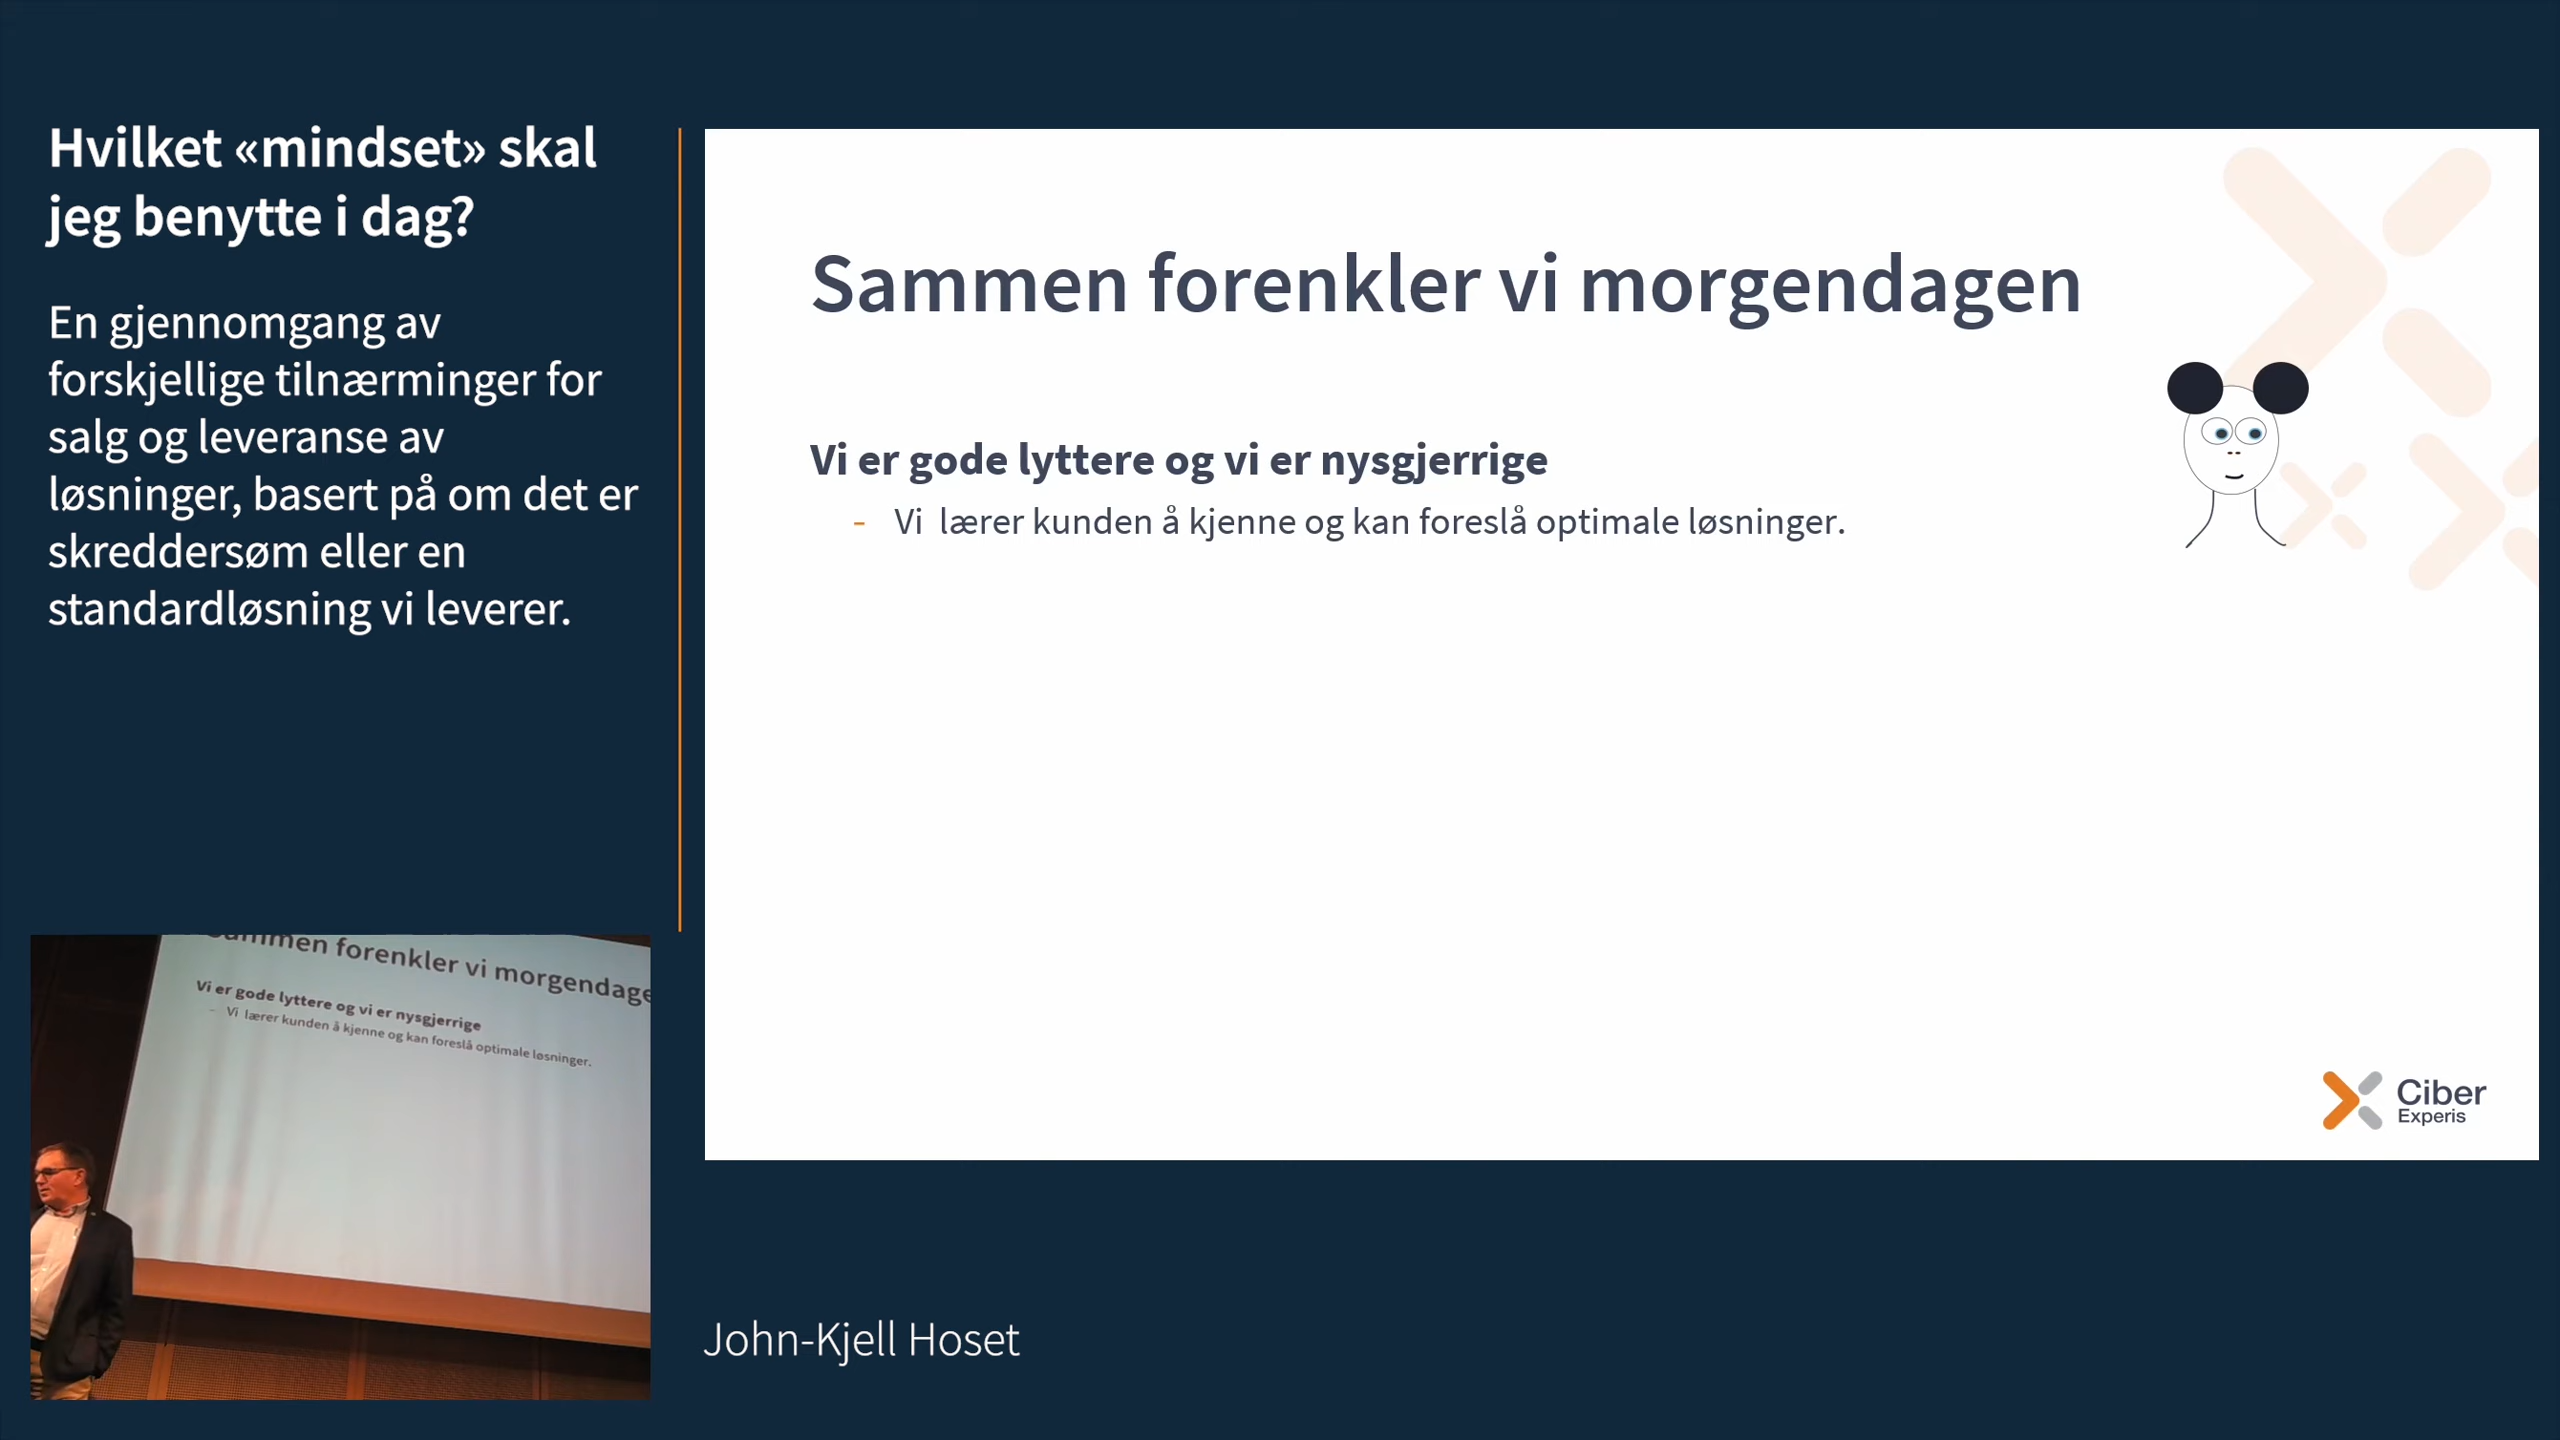 Hvilket «mindset» skal
jeg benytte i dag?
En gjennomgang av
forskjellige tilnærminger for
salg og leveranse av
løsninger, basert på om det er
skreddersøm eller en
standardløsning vi leverer.
Sammen forenkler vi morgendagen
Vi er gode lyttere og vi er nysgjerrige
- Vi lærer kunden å kjenne og kan foreslå optimale løsninger.
Ciber
Experis
Sammen forenkler vi morgendage
Vi er gode lyttere og vi er nysgjerrige
- Vi lærer kunden å kjenne og kan foreslå optimale løsninger.
John-Kjell Hoset